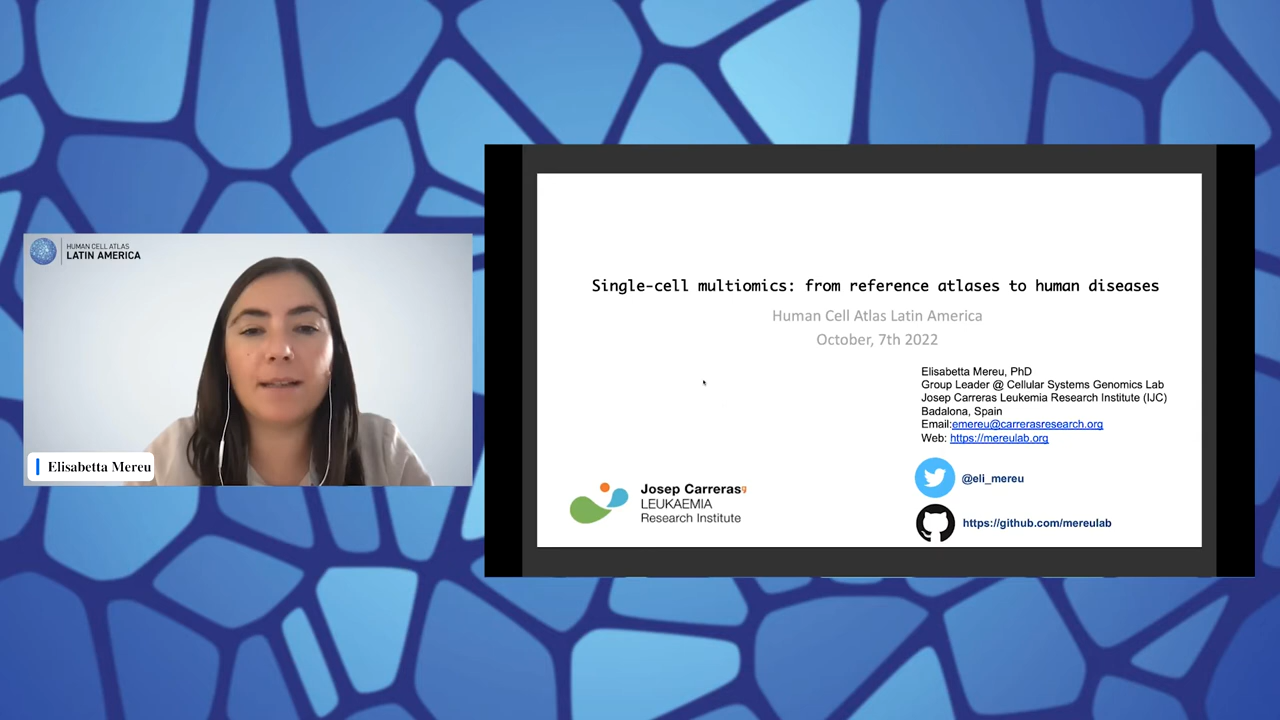 HUMAN CELL ATLAS
LATIN AMERICA
Elisabetta Mereu
Single-cell multiomics: from reference atlases to human diseases
Human Cell Atlas Latin America
October, 7th 2022
Elisabetta Mereu, PhD
Group Leader @ Cellular Systems Genomics Lab
Josep Carreras Leukemia Research Institute (IJC)
Badalona, Spain
Email:emereu@carrerasresearch.org
Web: https://mereulab.org
@eli_mereu
https://github.com/mereulab
Josep Carreras
LEUKAEMIA
Research Institute